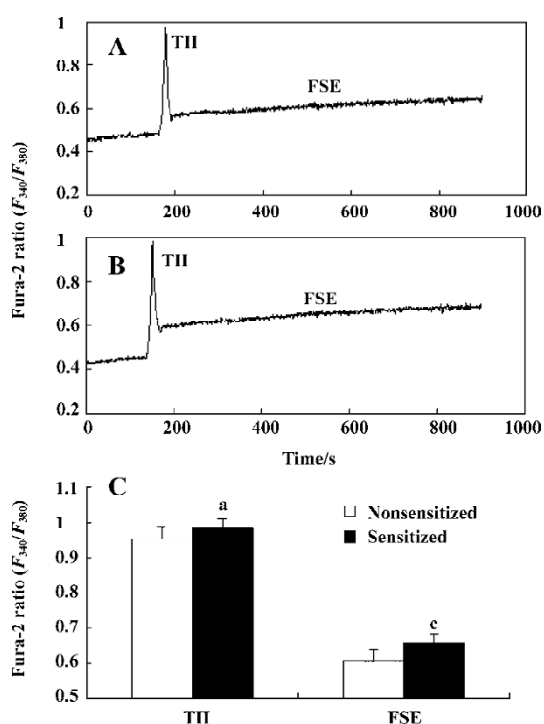 A
TII
FSE
1
0.8
0.6
0.4
0.2
0
200
400
600
800
1000
B
TII
FSE
1
0.8
0.6
0.4
0.2
0
200
400
600
800
1000
Time/s
Fura-2 ratio (F340/F380)
C
a
c
Nonsensitized
Sensitized
1.1
1
0.9
0.8
0.7
0.6
0.5
TII
FSE
Fura-2 ratio (F340/F380)